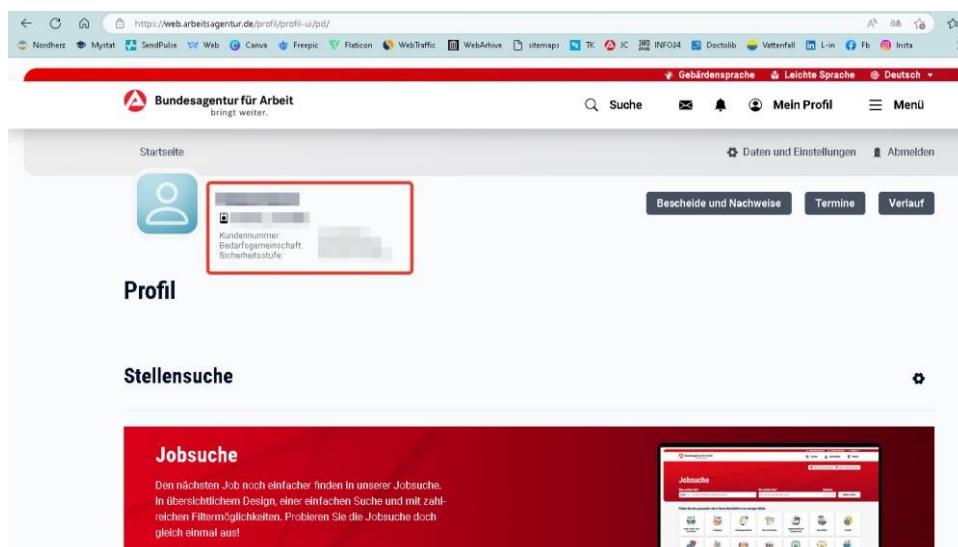 https://web.arbeitsagentur.de/profil/profil-ui/pd/
Nordherz Mystat SendPulse Web Canva Freepic Flaticon WebTraffic WebArhive sitemaps TK JC INFO24 Doctolib Vattenfall L-in Fb Insta
Gebärdensprache Leichte Sprache Deutsch
Bundesagentur für Arbeit
bringt weiter.
Suche Mein Profil Menü
Startseite Daten und Einstellungen Abmelden
Bescheide und Nachweise Termine Verlauf
Kundennummer
Bedarfsgemeinschaft
Sicherheitsstufe:
Profil
Stellensuche
Jobsuche
Den nächsten Job noch einfacher finden in unserer Jobsuche.
In übersichtlichem Design, einer einfachen Suche und mit zahl-
reichen Filtermöglichkeiten. Probieren Sie die Jobsuche doch
gleich einmal aus!
Jobsuche